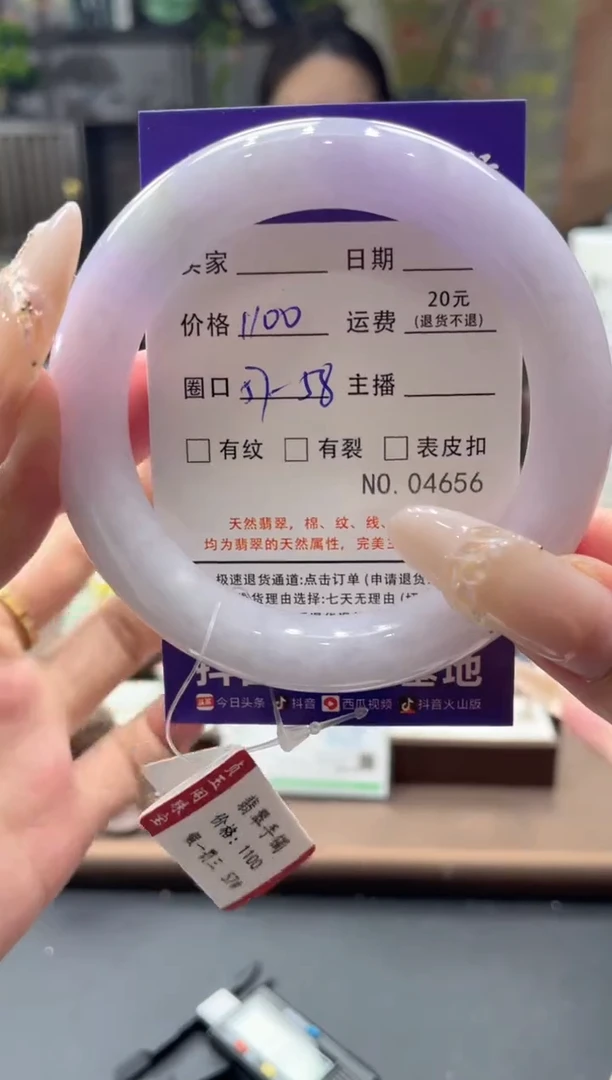 家 日期
价格 1100 运费 20元 (退货不退)
圈口 57-58 主播
有纹 有裂 表皮扣
NO. 04656
天然翡翠，棉、纹、线、
均为翡翠的天然属性，完美
极速退货通道:点击订单 (申请退货
货理由选择:七天无理由
基地
今日头条 抖音 西瓜视频 抖音火山版
翡翠手镯
价格：1100
57#